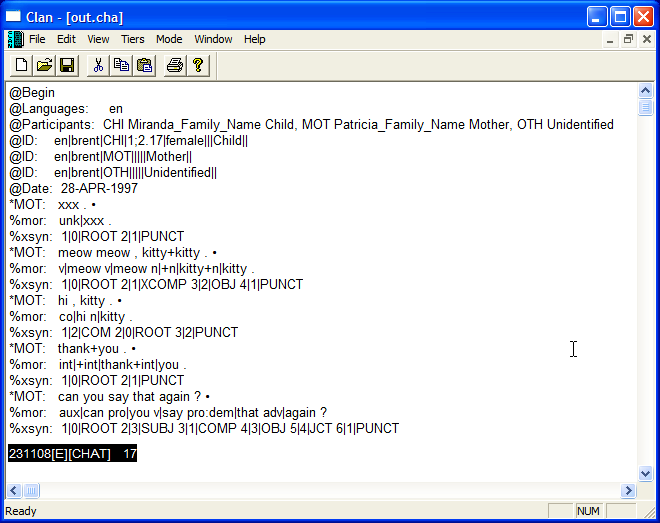 Clan - [out.cha]
File Edit View Tiers Mode Window Help
@Begin
@Languages: en
@Participants: CHI Miranda_Family_Name Child, MOT Patricia_Family_Name Mother, OTH Unidentified
@ID: en|brent|CHI|1;2.17|female|||Child||
@ID: en|brent|MOT|||||Mother||
@ID: en|brent|OTH|||||Unidentified||
@Date: 28-APR-1997
*MOT: xxx . •
%mor: unk|xxx .
%xsyn: 1|0|ROOT 2|1|PUNCT
*MOT: meow meow , kitty+kitty . •
%mor: v|meow v|meow n|+n|kitty+n|kitty .
%xsyn: 1|0|ROOT 2|1|XCOMP 3|2|OBJ 4|1|PUNCT
*MOT: hi , kitty . •
%mor: co|hi n|kitty .
%xsyn: 1|2|COM 2|0|ROOT 3|2|PUNCT
*MOT: thank+you . •
%mor: int|+int|thank+int|you .
%xsyn: 1|0|ROOT 2|1|PUNCT
*MOT: can you say that again ? •
%mor: aux|can pro|you v|say pro:dem|that adv|again ?
%xsyn: 1|0|ROOT 2|3|SUBJ 3|1|COMP 4|3|OBJ 5|4|JCT 6|1|PUNCT
231108[E][CHAT] 17
Ready NUM